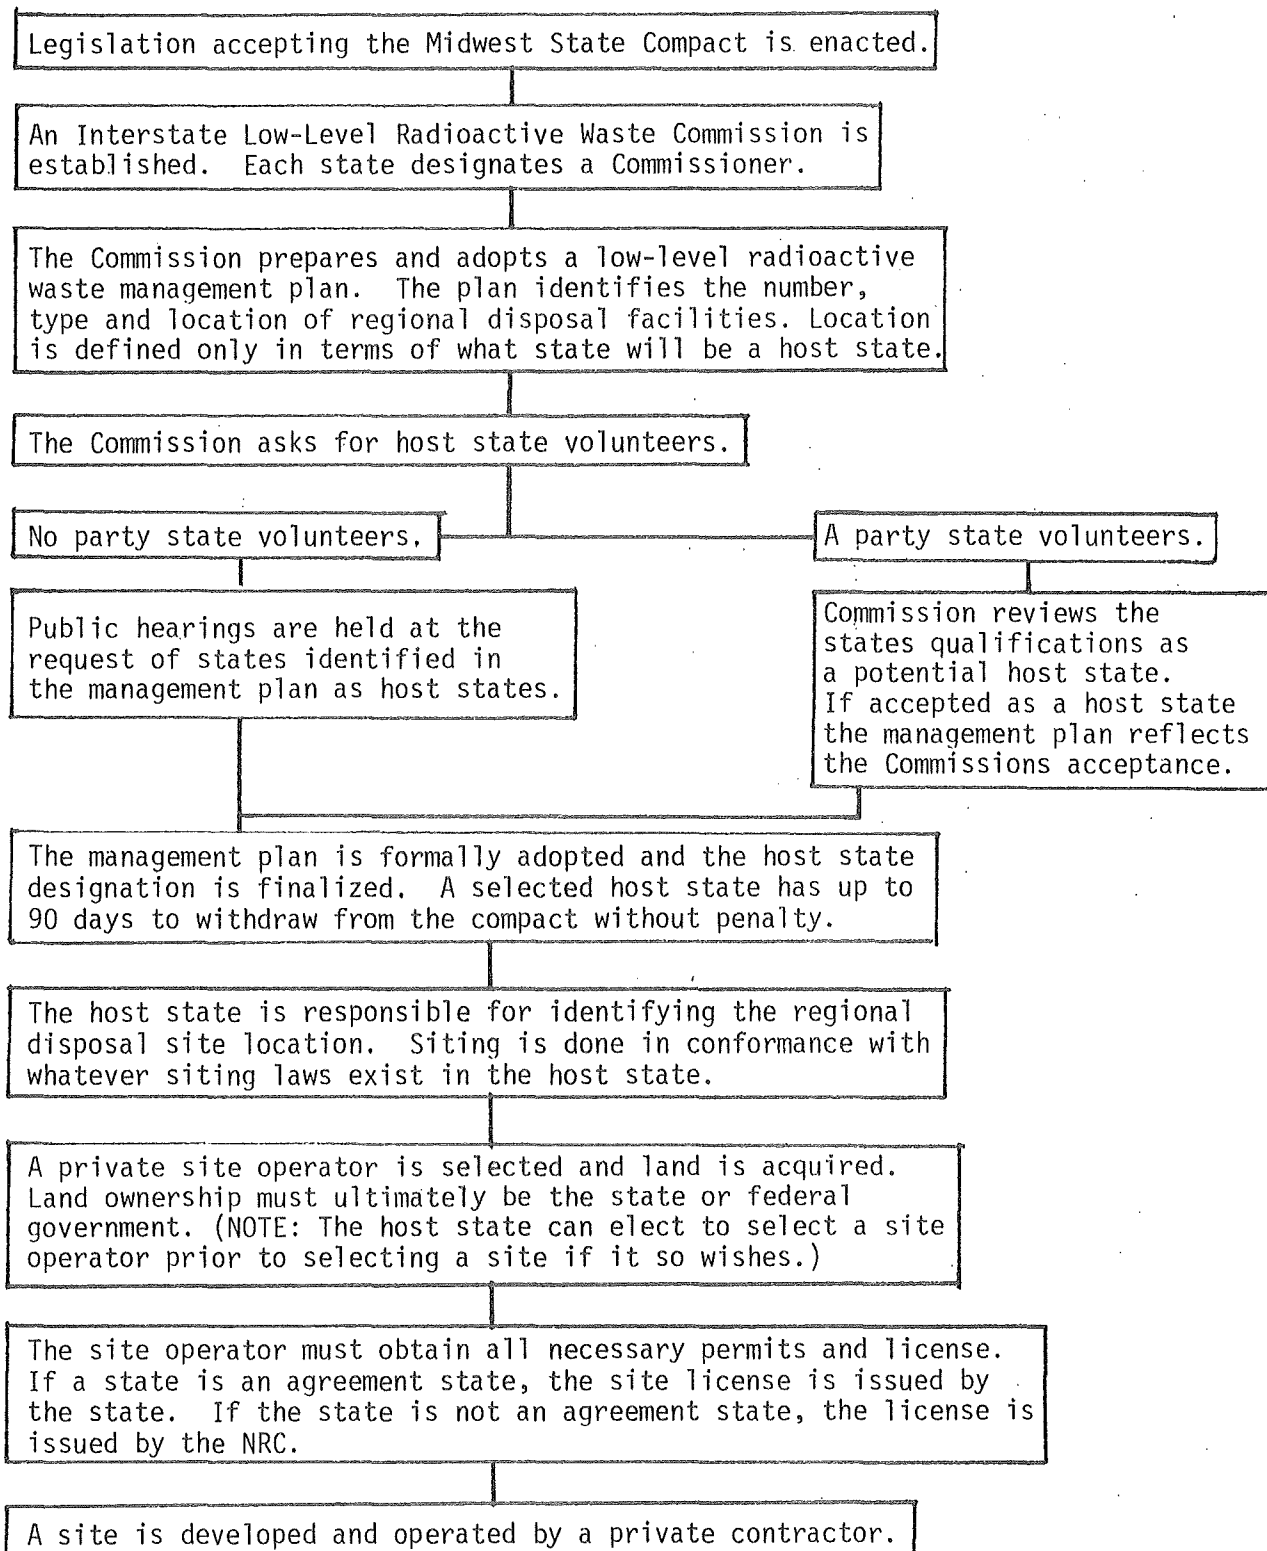 Legislation accepting the Midwest State Compact is enacted.
An Interstate Low-Level Radioactive Waste Commission is
established. Each state designates a Commissioner.
The Commission prepares and adopts a low-level radioactive
waste management plan. The plan identifies the number,
type and location of regional disposal facilities. Location
is defined only in terms of what state will be a host state.
The Commission asks for host state volunteers.
No party state volunteers.
A party state volunteers.
Public hearings are held at the
request of states identified in
the management plan as host states.
Commission reviews the
states qualifications as
a potential host state.
If accepted as a host state
the management plan reflects
the Commissions acceptance.
The management plan is formally adopted and the host state
designation is finalized. A selected host state has up to
90 days to withdraw from the compact without penalty.
The host state is responsible for identifying the regional
disposal site location. Siting is done in conformance with
whatever siting laws exist in the host state.
A private site operator is selected and land is acquired.
Land ownership must ultimately be the state or federal
government. (NOTE: The host state can elect to select a site
operator prior to selecting a site if it so wishes.)
The site operator must obtain all necessary permits and license.
If a state is an agreement state, the site license is issued by
the state. If the state is not an agreement state, the license is
issued by the NRC.
A site is developed and operated by a private contractor.